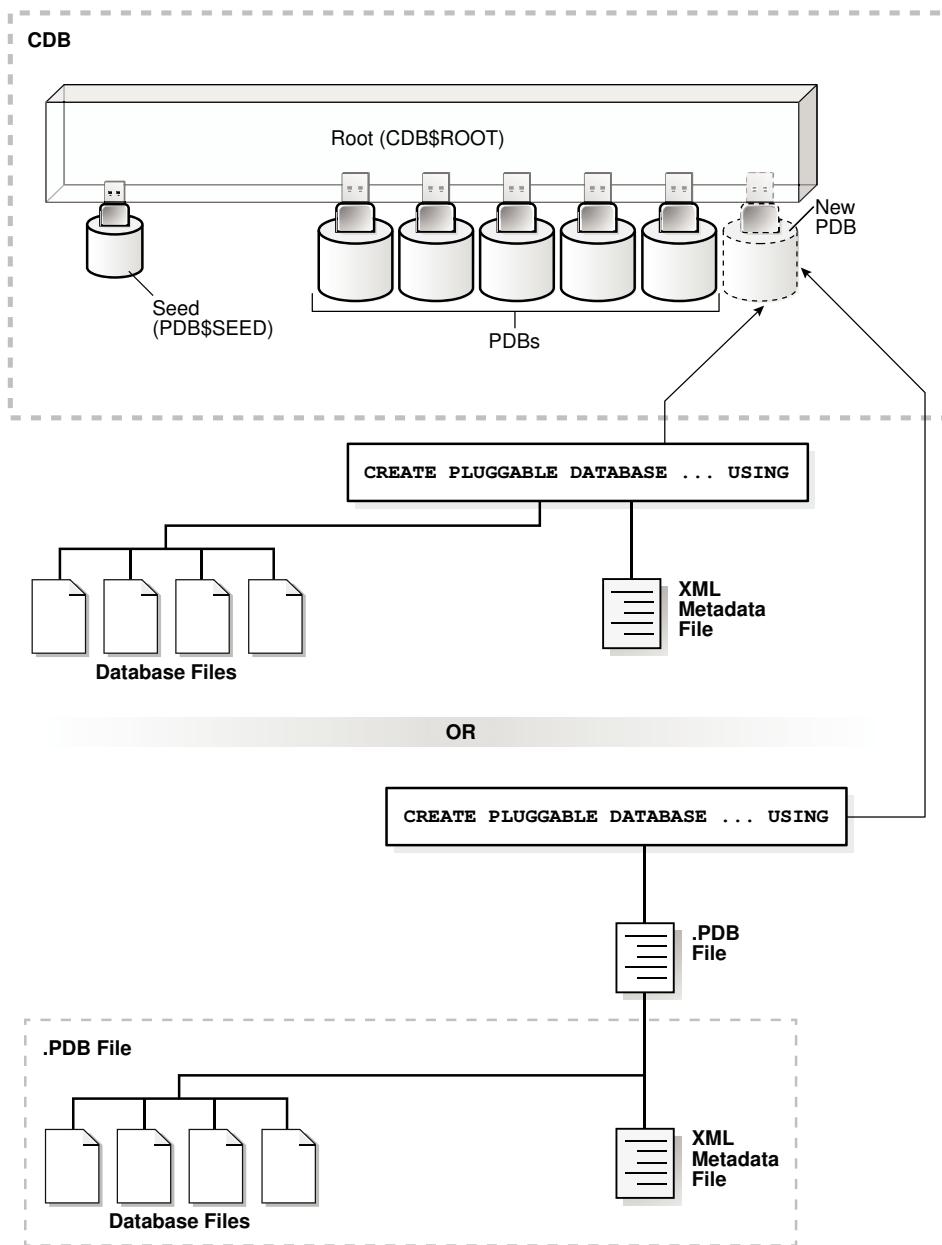 CDB
Root (CDB$ROOT)
New
PDB
Seed
(PDB$SEED)
PDBs
CREATE PLUGGABLE DATABASE ... USING
XML
Metadata
File
Database Files
OR
CREATE PLUGGABLE DATABASE ... USING
.PDB
File
.PDB File
XML
Metadata
File
Database Files